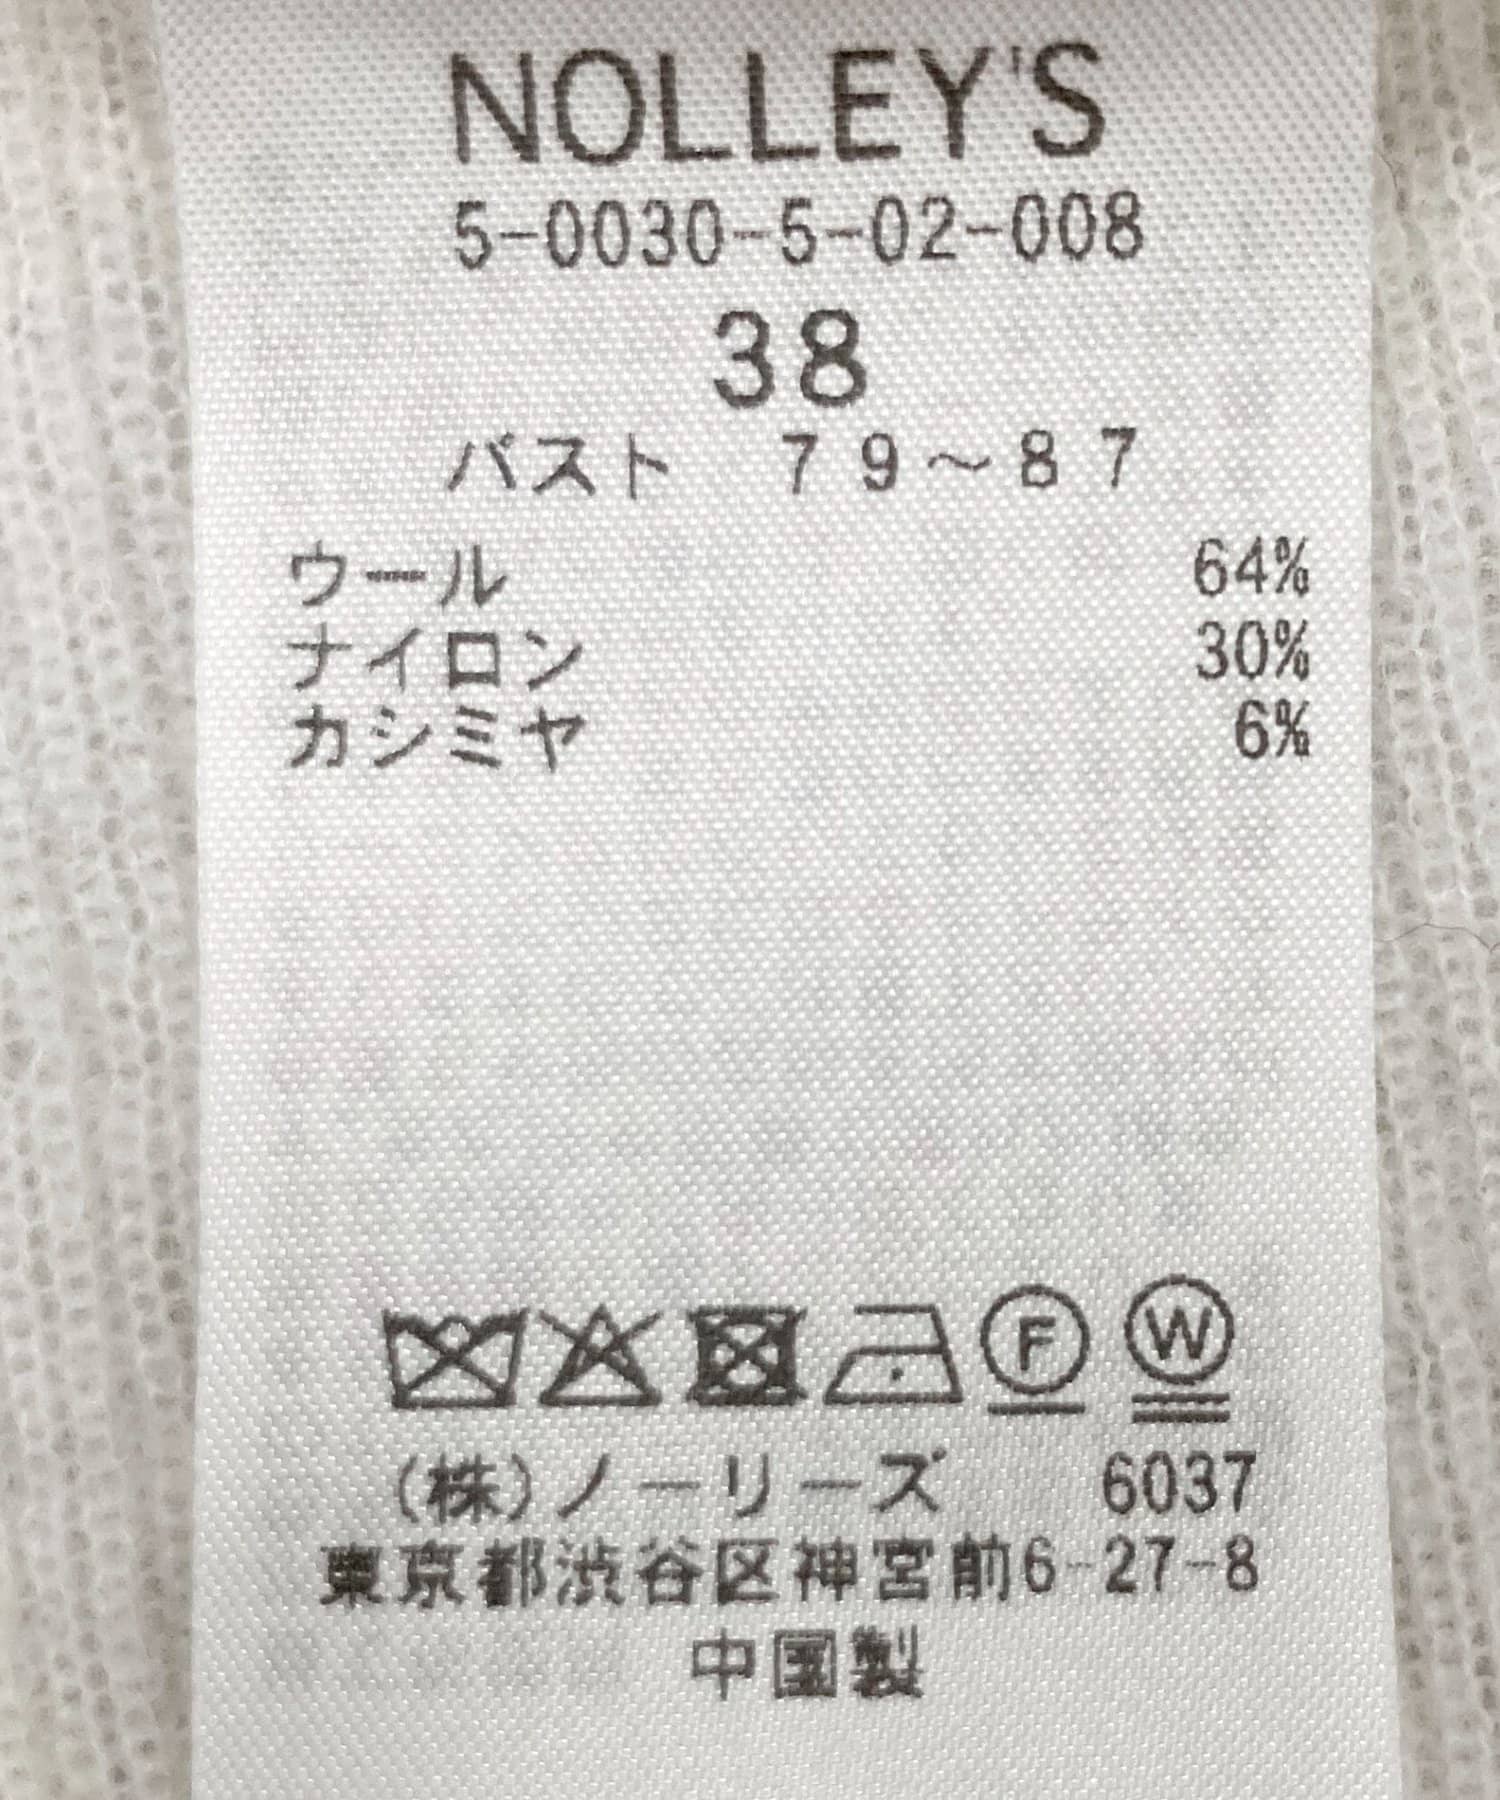 NOLLEY'S
5-0030-5-02-008
38
バスト 79〜87
ウール 64%
ナイロン 30%
カシミヤ 6%
F W
(株)ノーリーズ 6037
東京都渋谷区神宮前6-27-8
中国製